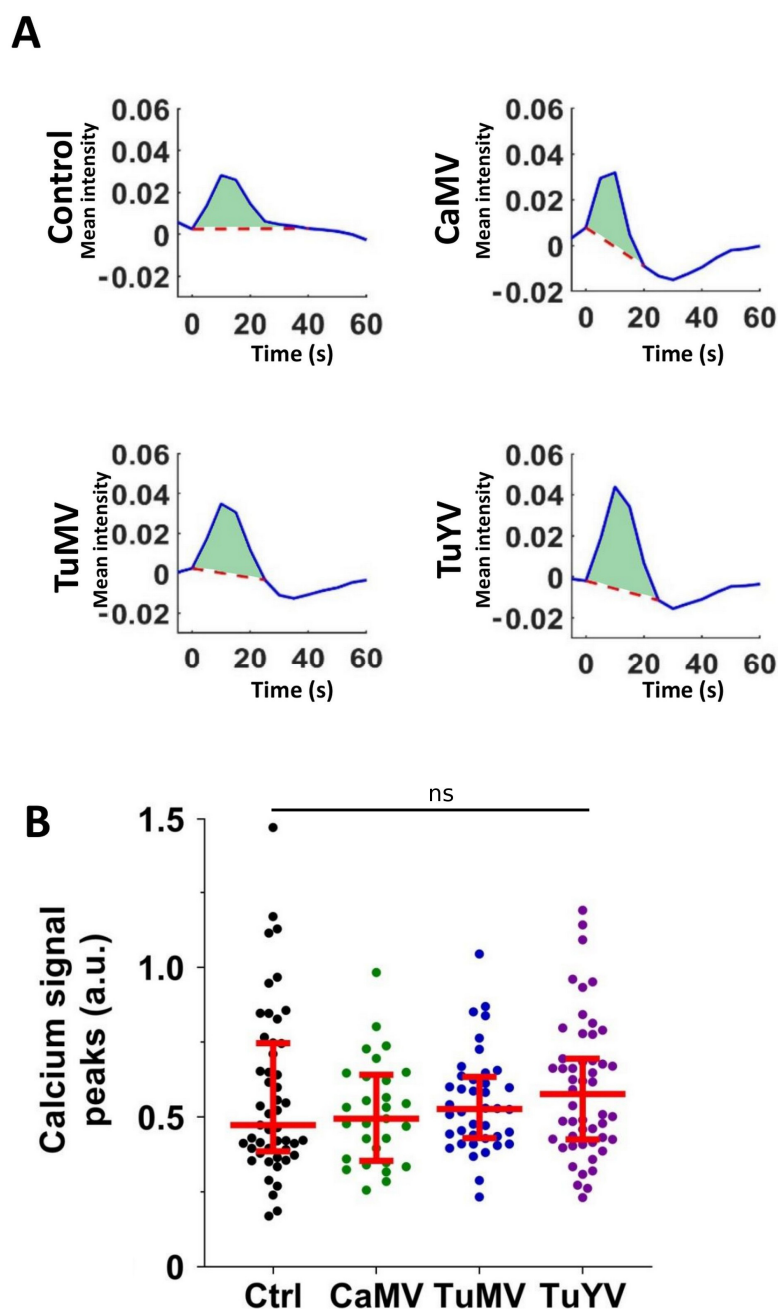 A
Control
Mean intensity
0.06
0.04
0.02
0
-0.02
0 20 40 60
Time (s)
CaMV
Mean intensity
0.06
0.04
0.02
0
-0.02
0 20 40 60
Time (s)
TuMV
Mean intensity
0.06
0.04
0.02
0
-0.02
0 20 40 60
Time (s)
TuYV
Mean intensity
0.06
0.04
0.02
0
-0.02
0 20 40 60
Time (s)
B
ns
Calcium signal
peaks (a.u.)
1.5
1.0
0.5
0
Ctrl CaMV TuMV TuYV